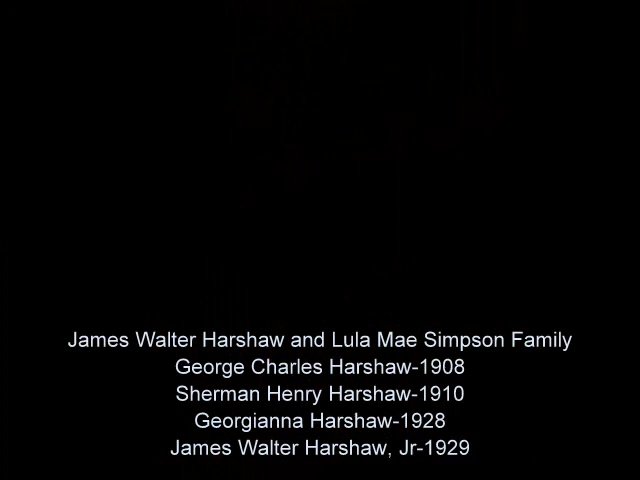 James Walter Harshaw and Lula Mae Simpson Family
George Charles Harshaw-1908
Sherman Henry Harshaw-1910
Georgianna Harshaw-1928
James Walter Harshaw, Jr-1929